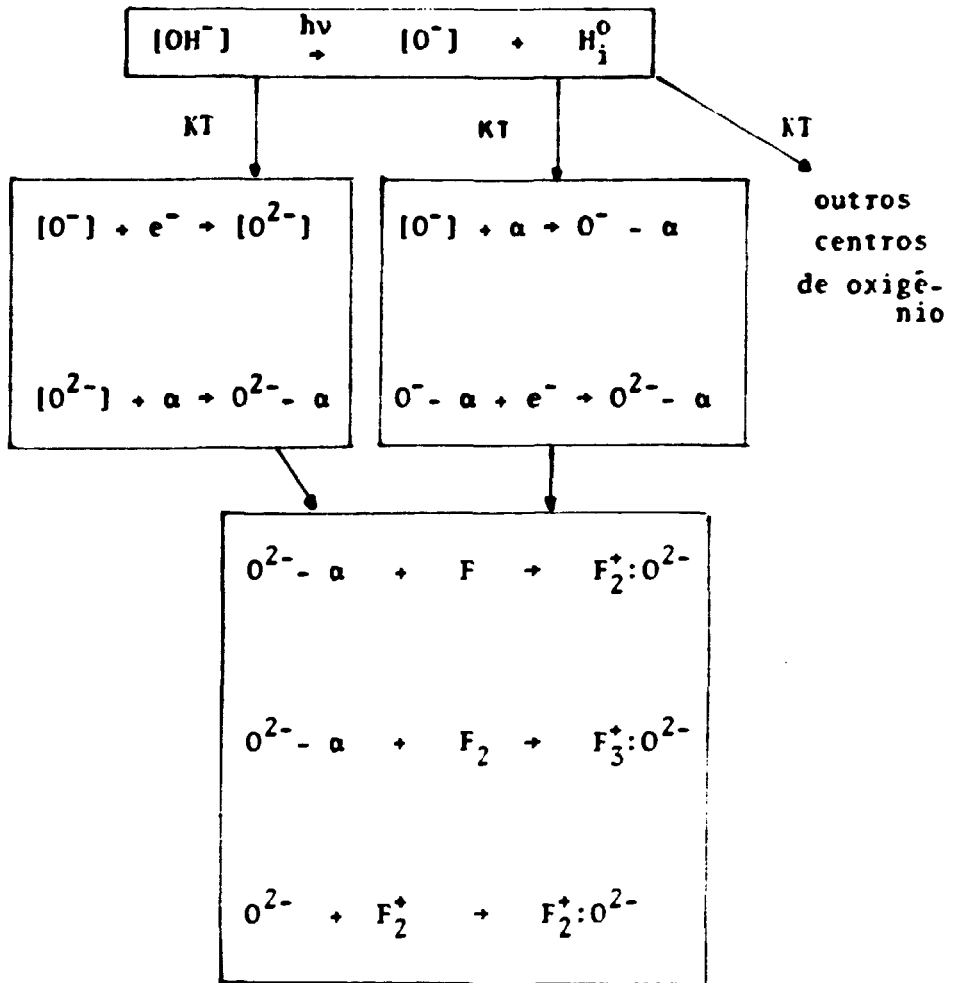 [OH⁻] hν → [O⁻] + Hᵢ⁰
KT KT KT
outros
centros
de oxigê-
nio
[O⁻] + e⁻ → [O²⁻]
[O²⁻] + α → O²⁻ - α
[O⁻] + α → O⁻ - α
O⁻ - α + e⁻ → O²⁻ - α
O²⁻ - α + F → F₂⁺:O²⁻
O²⁻ - α + F₂ → F₃⁺:O²⁻
O²⁻ + F₂⁺ → F₂⁺:O²⁻